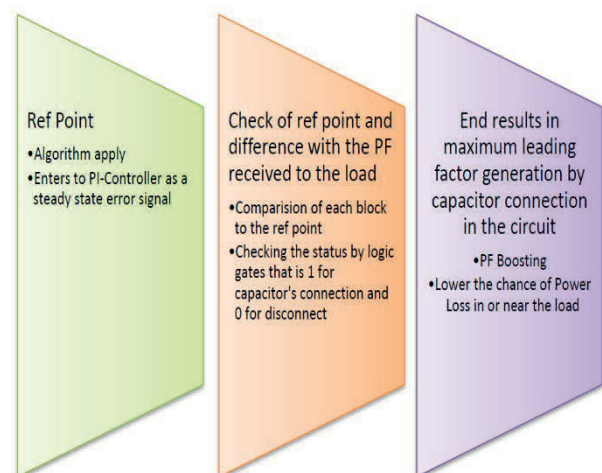 Ref Point
•Algorithm apply
•Enters to PI-Controller as a
steady state error signal
Check of ref point and
difference with the PF
received to the load
•Comparision of each block
to the ref point
•Checking the status by logic
gates that is 1 for
capacitor's connection and
0 for disconnect
End results in
maximum leading
factor generation by
capacitor connection
in the circuit
•PF Boosting
•Lower the chance of Power
Loss in or near the load